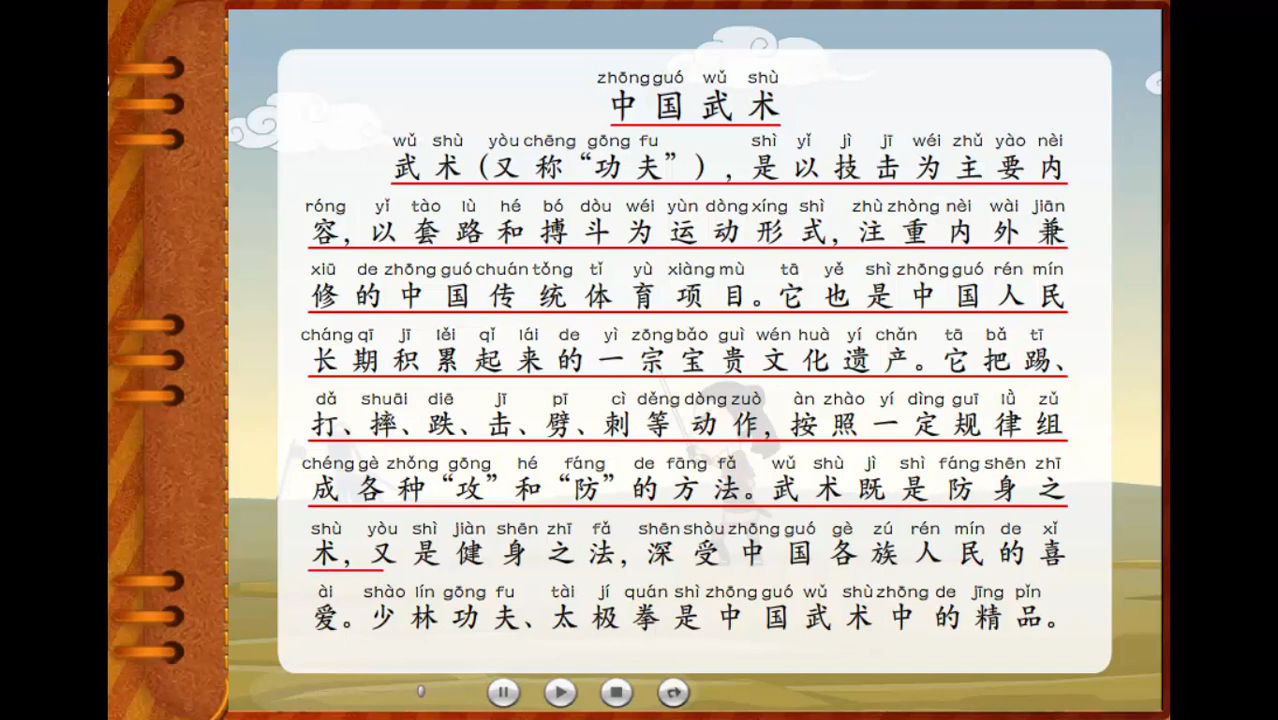 zhōng guó wǔ shù
中国武术
wǔ shù yòu chēng gōng fu shì yǐ jì jī wéi zhǔ yào nèi
武术（又称“功夫”），是以技击为主要内
róng yǐ tào lù hé bó dòu wéi yùn dòng xíng shì zhù zhòng nèi wài jiān
容，以套路和搏斗为运动形式，注重内外兼
xiū de zhōng guó chuán tǒng tǐ yù xiàng mù tā yě shì zhōng guó rén mín
修的中国传统体育项目。它也是中国人民
cháng qī jī lěi qǐ lái de yì zōng bǎo guì wén huà yí chǎn tā bǎ tī
长期积累起来的一宗宝贵文化遗产。它把踢、
dǎ shuāi diē jī pī cì děng dòng zuò àn zhào yí dìng guī lǜ zǔ
打、摔、跌、击、劈、刺等动作，按照一定规律组
chéng gè zhǒng gōng hé fáng de fāng fǎ wǔ shù jì shì fáng shēn zhī
成各种“攻”和“防”的方法。武术既是防身之
shù yòu shì jiàn shēn zhī fǎ shēn shòu zhōng guó gè zú rén mín de xǐ
术，又是健身之法，深受中国各族人民的喜
ài shào lín gōng fu tài jí quán shì zhōng guó wǔ shù zhōng de jīng pǐn
爱。少林功夫、太极拳是中国武术中的精品。